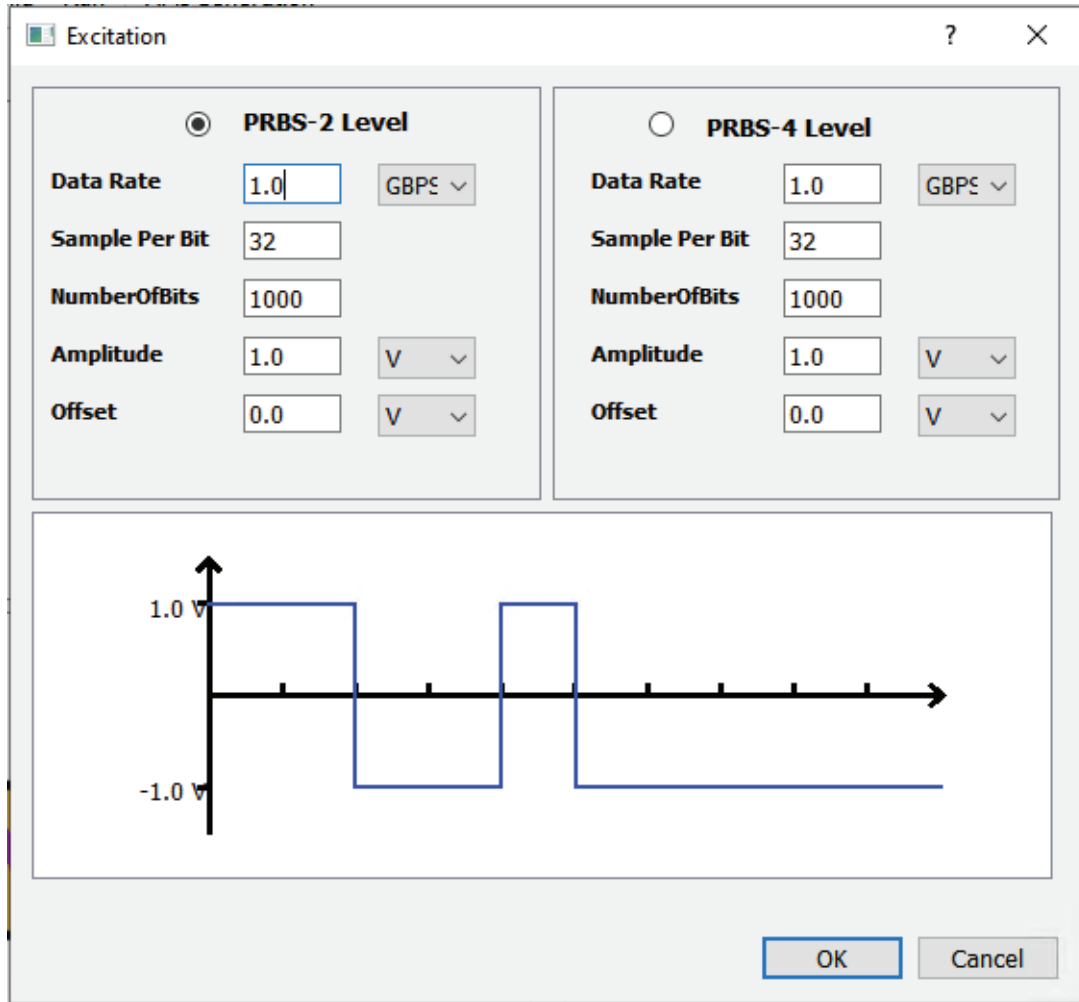 Excitation
?
PRBS-2 Level
Data Rate 1.0 GBPS
Sample Per Bit 32
NumberOfBits 1000
Amplitude 1.0 V
Offset 0.0 V
PRBS-4 Level
Data Rate 1.0 GBPS
Sample Per Bit 32
NumberOfBits 1000
Amplitude 1.0 V
Offset 0.0 V
1.0 V
-1.0 V
OK
Cancel